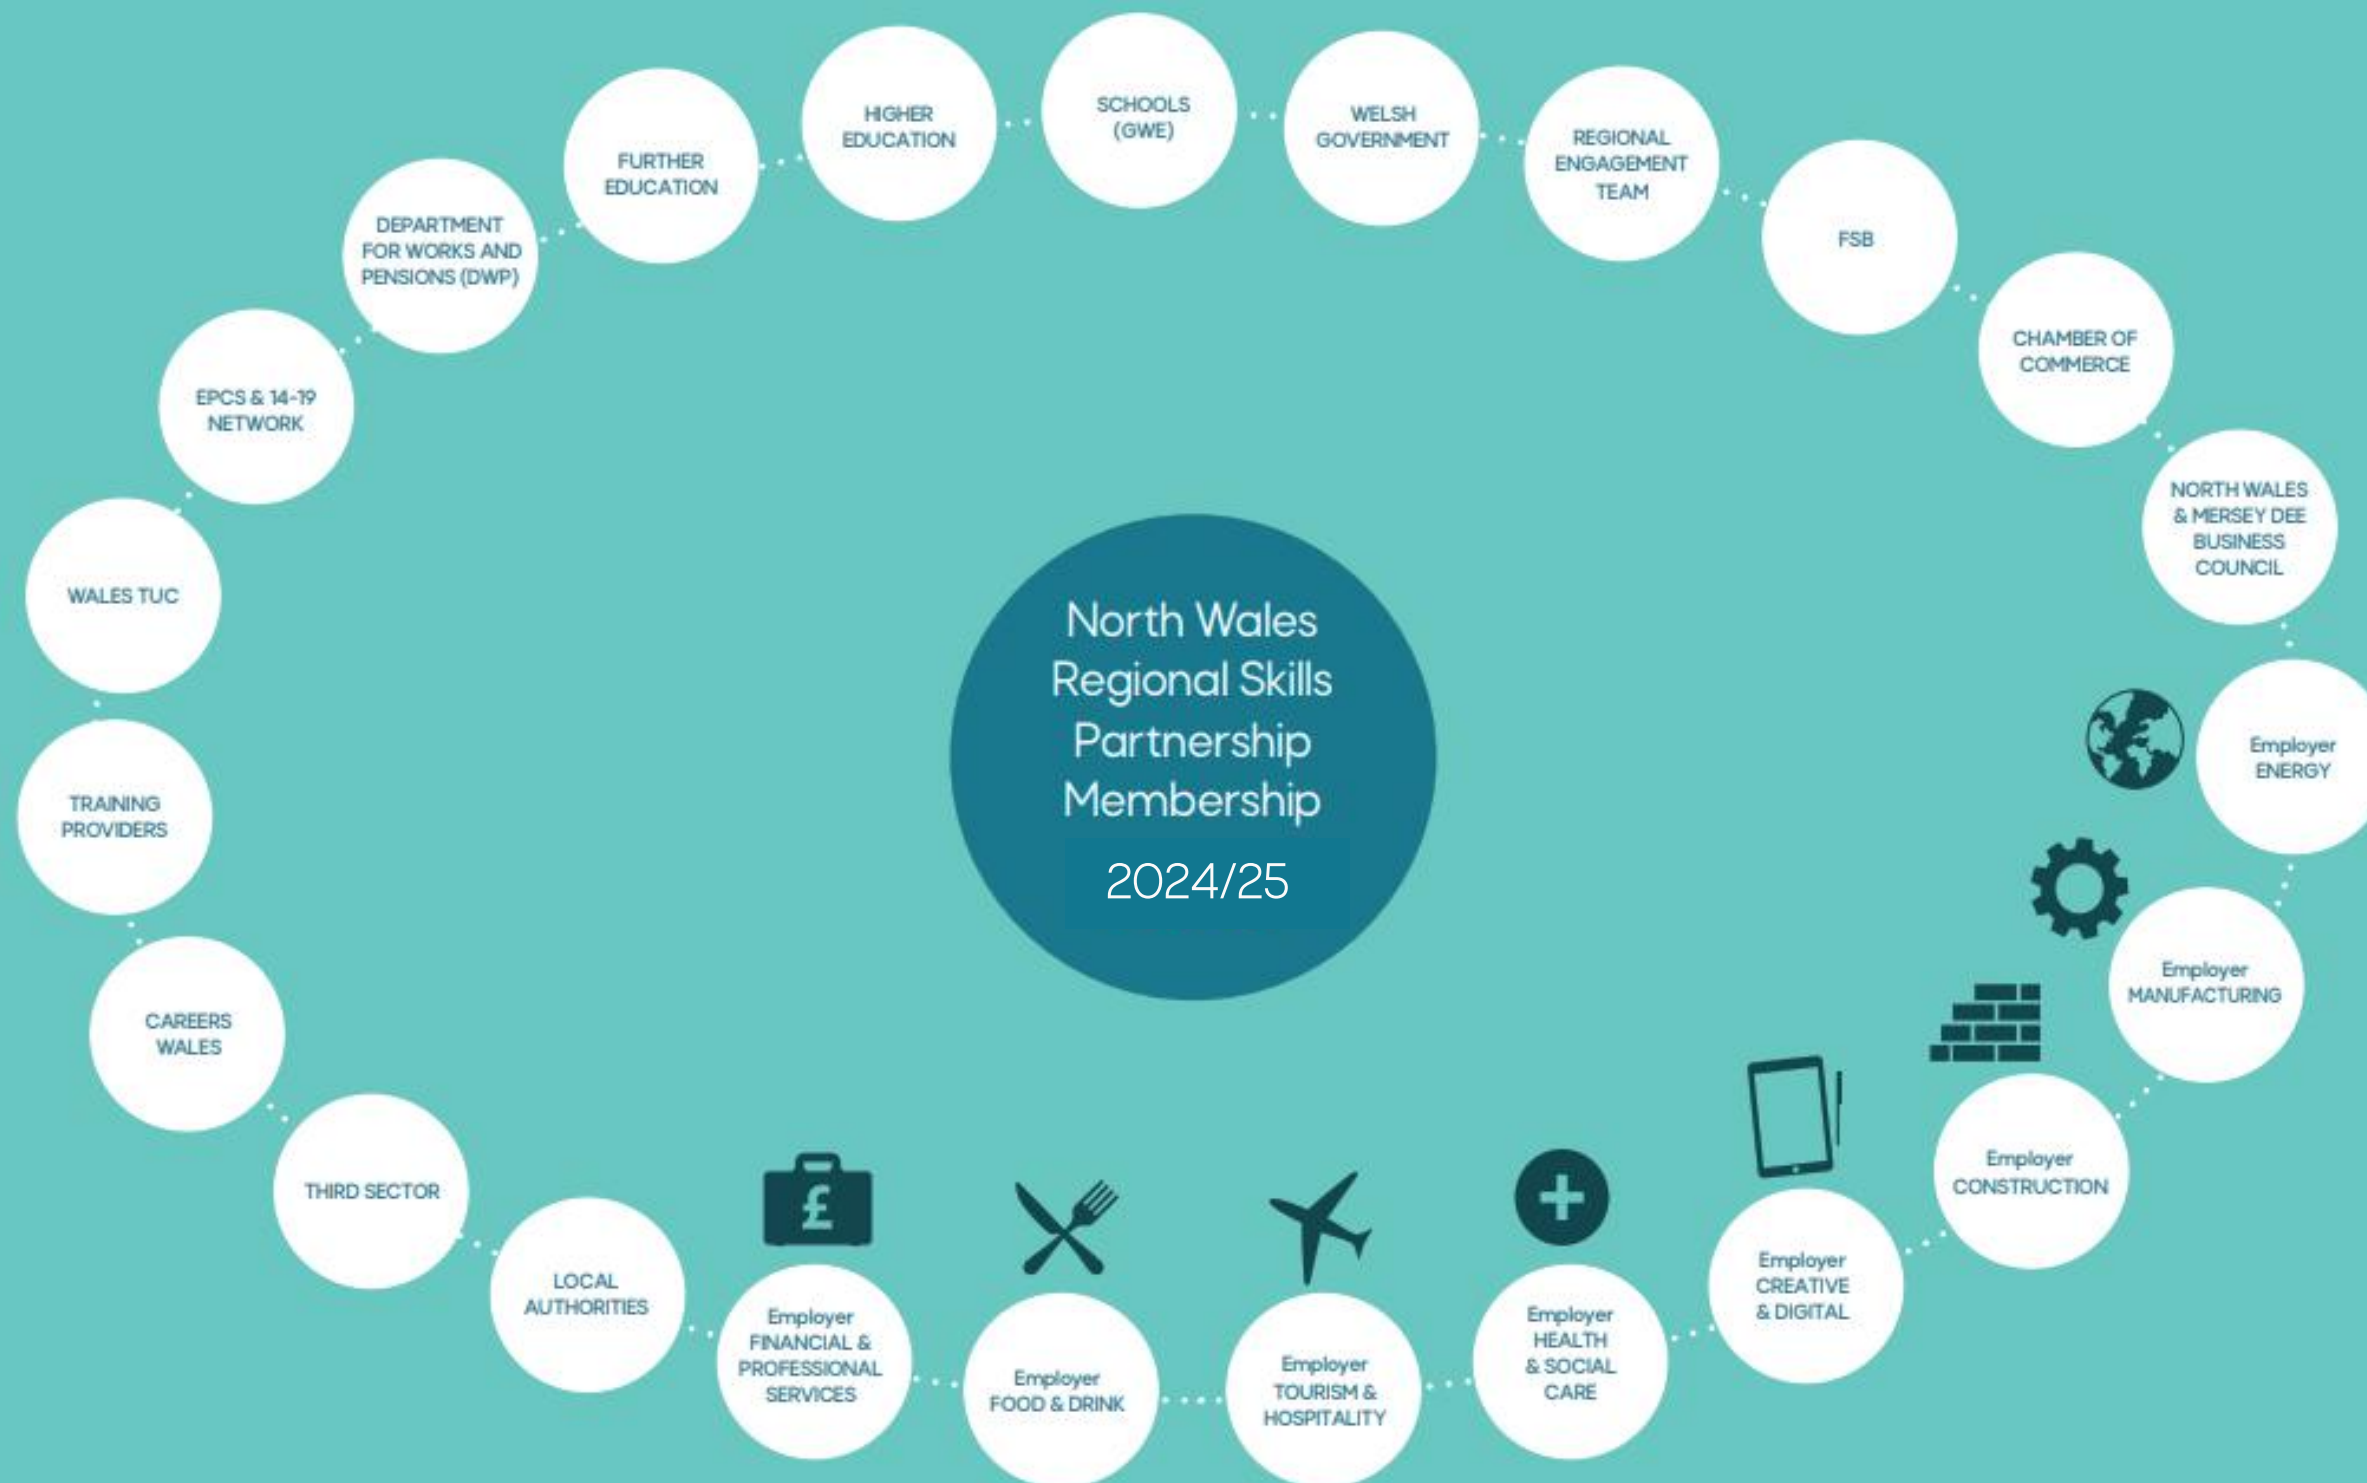 SCHOOLS
(GWE)
WELSH
GOVERNMENT
REGIONAL
ENGAGEMENT
TEAM
FSB
CHAMBER OF
COMMERCE
NORTH WALES
& MERSEY DEE
BUSINESS
COUNCIL
Employer
ENERGY
Employer
MANUFACTURING
Employer
CONSTRUCTION
Employer
CREATIVE
& DIGITAL
Employer
HEALTH
& SOCIAL
CARE
Employer
TOURISM &
HOSPITALITY
Employer
FOOD & DRINK
£
Employer
FINANCIAL &
PROFESSIONAL
SERVICES
LOCAL
AUTHORITIES
THIRD SECTOR
CAREERS
WALES
TRAINING
PROVIDERS
WALES TUC
EPCS & 14-19
NETWORK
DEPARTMENT
FOR WORKS AND
PENSIONS (DWP)
FURTHER
EDUCATION
HIGHER
EDUCATION
North Wales
Regional Skills
Partnership
Membership
2024/25